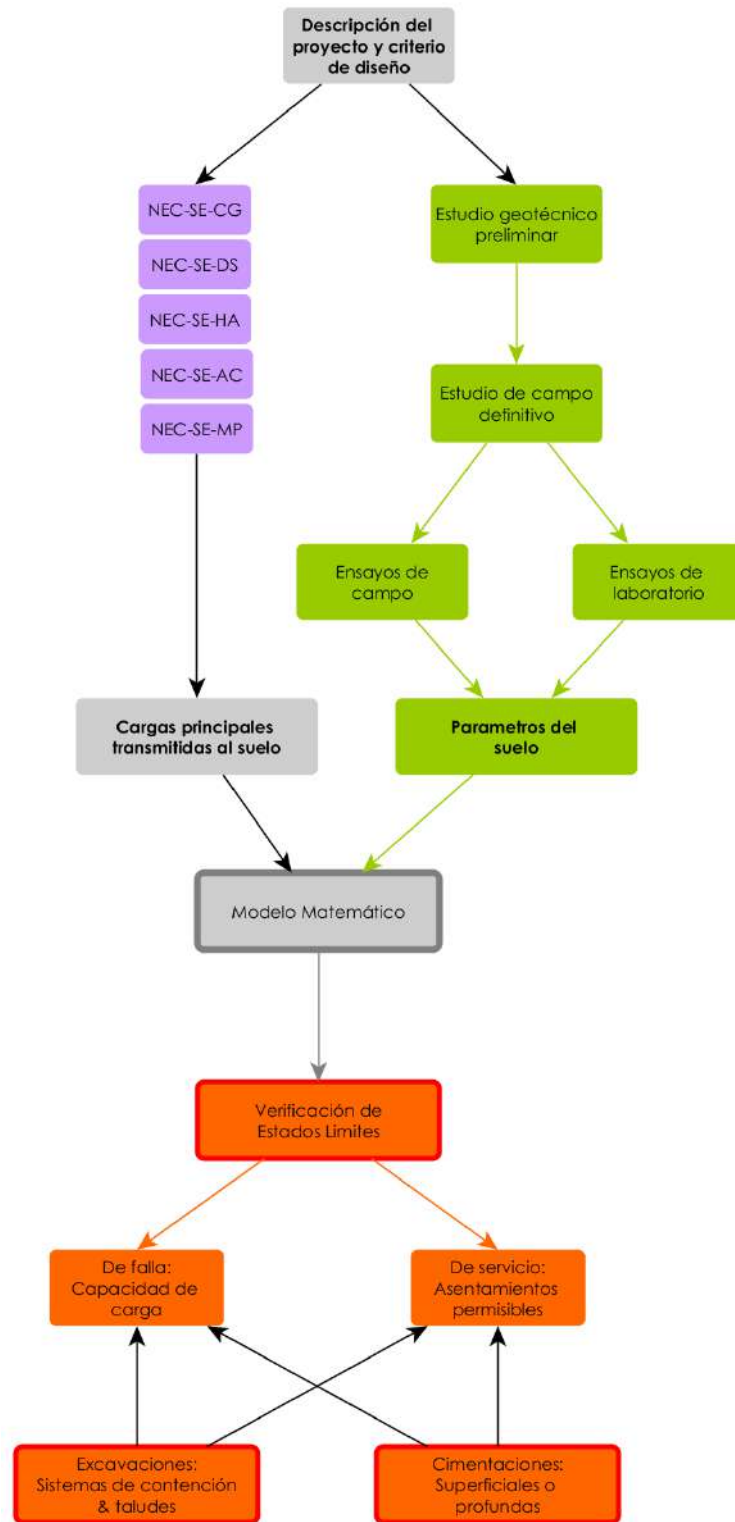 Descripción del
proyecto y criterio
de diseño
NEC-SE-CG
NEC-SE-DS
NEC-SE-HA
NEC-SE-AC
NEC-SE-MP
Estudio geotécnico
preliminar
Estudio de campo
definitivo
Ensayos de
campo
Ensayos de
laboratorio
Cargas principales
transmitidas al suelo
Parametros del
suelo
Modelo Matemático
Verificación de
Estados Limites
De falla:
Capacidad de
carga
De servicio:
Asentamientos
permisibles
Excavaciones:
Sistemas de contención
& taludes
Cimentaciones:
Superficiales o
profundas